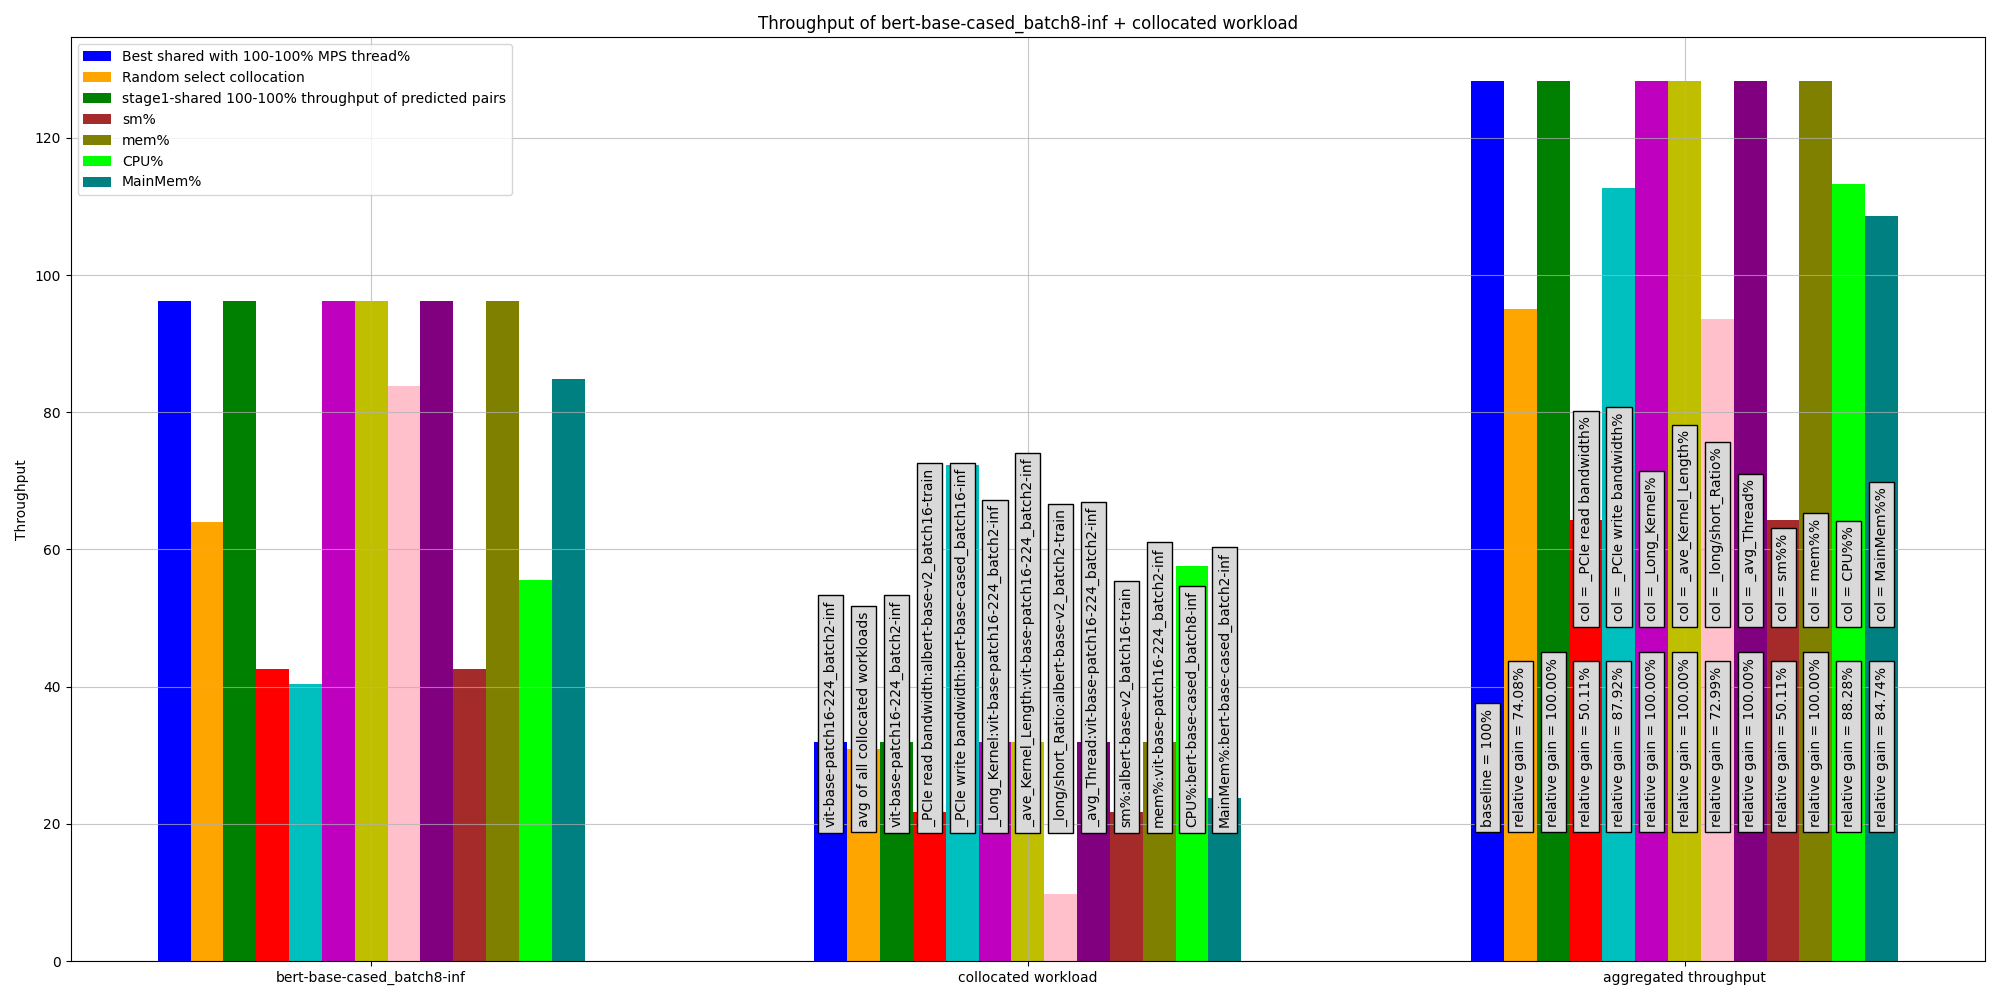 Throughput of bert-base-cased_batch8-inf + collocated workload
Best shared with 100-100% MPS thread%
Random select collocation
stage1-shared 100-100% throughput of predicted pairs
sm%
mem%
CPU%
MainMem%
Throughput
120
100
80
60
40
20
0
vit-base-patch16-224_batch2-inf
avg of all collocated workloads
vit-base-patch16-224_batch2-inf
_PCIe read bandwidth:albert-base-v2_batch16-train
_PCIe write bandwidth:bert-base-cased_batch16-inf
_Long_Kernel:vit-base-patch16-224_batch2-inf
_ave_Kernel_Length:vit-base-patch16-224_batch2-inf
_long/short_Ratio:albert-base-v2_batch2-train
_avg_Thread:vit-base-patch16-224_batch2-inf
sm%:albert-base-v2_batch16-train
mem%:vit-base-patch16-224_batch2-inf
CPU%:bert-base-cased_batch8-inf
MainMem%:bert-base-cased_batch2-inf
col = _PCIe read bandwidth%
col = _PCIe write bandwidth%
col = _Long_Kernel%
col = _ave_Kernel_Length%
col = _long/short_Ratio%
col = _avg_Thread%
col = sm%%
col = mem%%
col = CPU%%
col = MainMem%%
baseline = 100%
relative gain = 74.08%
relative gain = 100.00%
relative gain = 50.11%
relative gain = 87.92%
relative gain = 100.00%
relative gain = 100.00%
relative gain = 72.99%
relative gain = 100.00%
relative gain = 50.11%
relative gain = 100.00%
relative gain = 88.28%
relative gain = 84.74%
bert-base-cased_batch8-inf
collocated workload
aggregated throughput